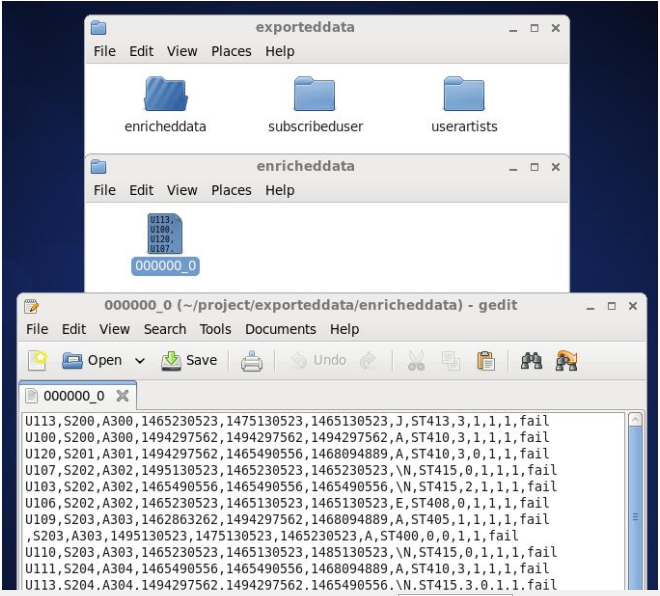 exporteddata
File Edit View Places Help
enricheddata subscribeduser userartists
enricheddata
File Edit View Places Help
U113,
U100,
U120,
U107,
000000_0
000000_0 (~/project/exporteddata/enricheddata) - gedit
File Edit View Search Tools Documents Help
Open Save Undo
000000_0
U113,S200,A300,1465230523,1475130523,1465130523,J,ST413,3,1,1,1,fail
U100,S200,A300,1494297562,1494297562,1494297562,A,ST410,3,1,1,1,fail
U120,S201,A301,1494297562,1465490556,1468094889,A,ST410,3,0,1,1,fail
U107,S202,A302,1495130523,1465230523,1465230523,\N,ST415,0,1,1,1,fail
U103,S202,A302,1465490556,1465490556,1465490556,\N,ST415,2,1,1,1,fail
U106,S202,A302,1465230523,1465130523,1465130523,E,ST408,0,1,1,1,fail
U109,S203,A303,1462863262,1494297562,1468094889,A,ST405,1,1,1,1,fail
,S203,A303,1495130523,1475130523,1465230523,A,ST400,0,0,1,1,fail
U110,S203,A303,1465230523,1465130523,1485130523,\N,ST415,0,1,1,1,fail
U111,S204,A304,1465490556,1465490556,1468094889,A,ST410,3,1,1,1,fail
U113,S204,A304,1494297562,1494297562,1465490556,\N,ST415,3,0,1,1,fail